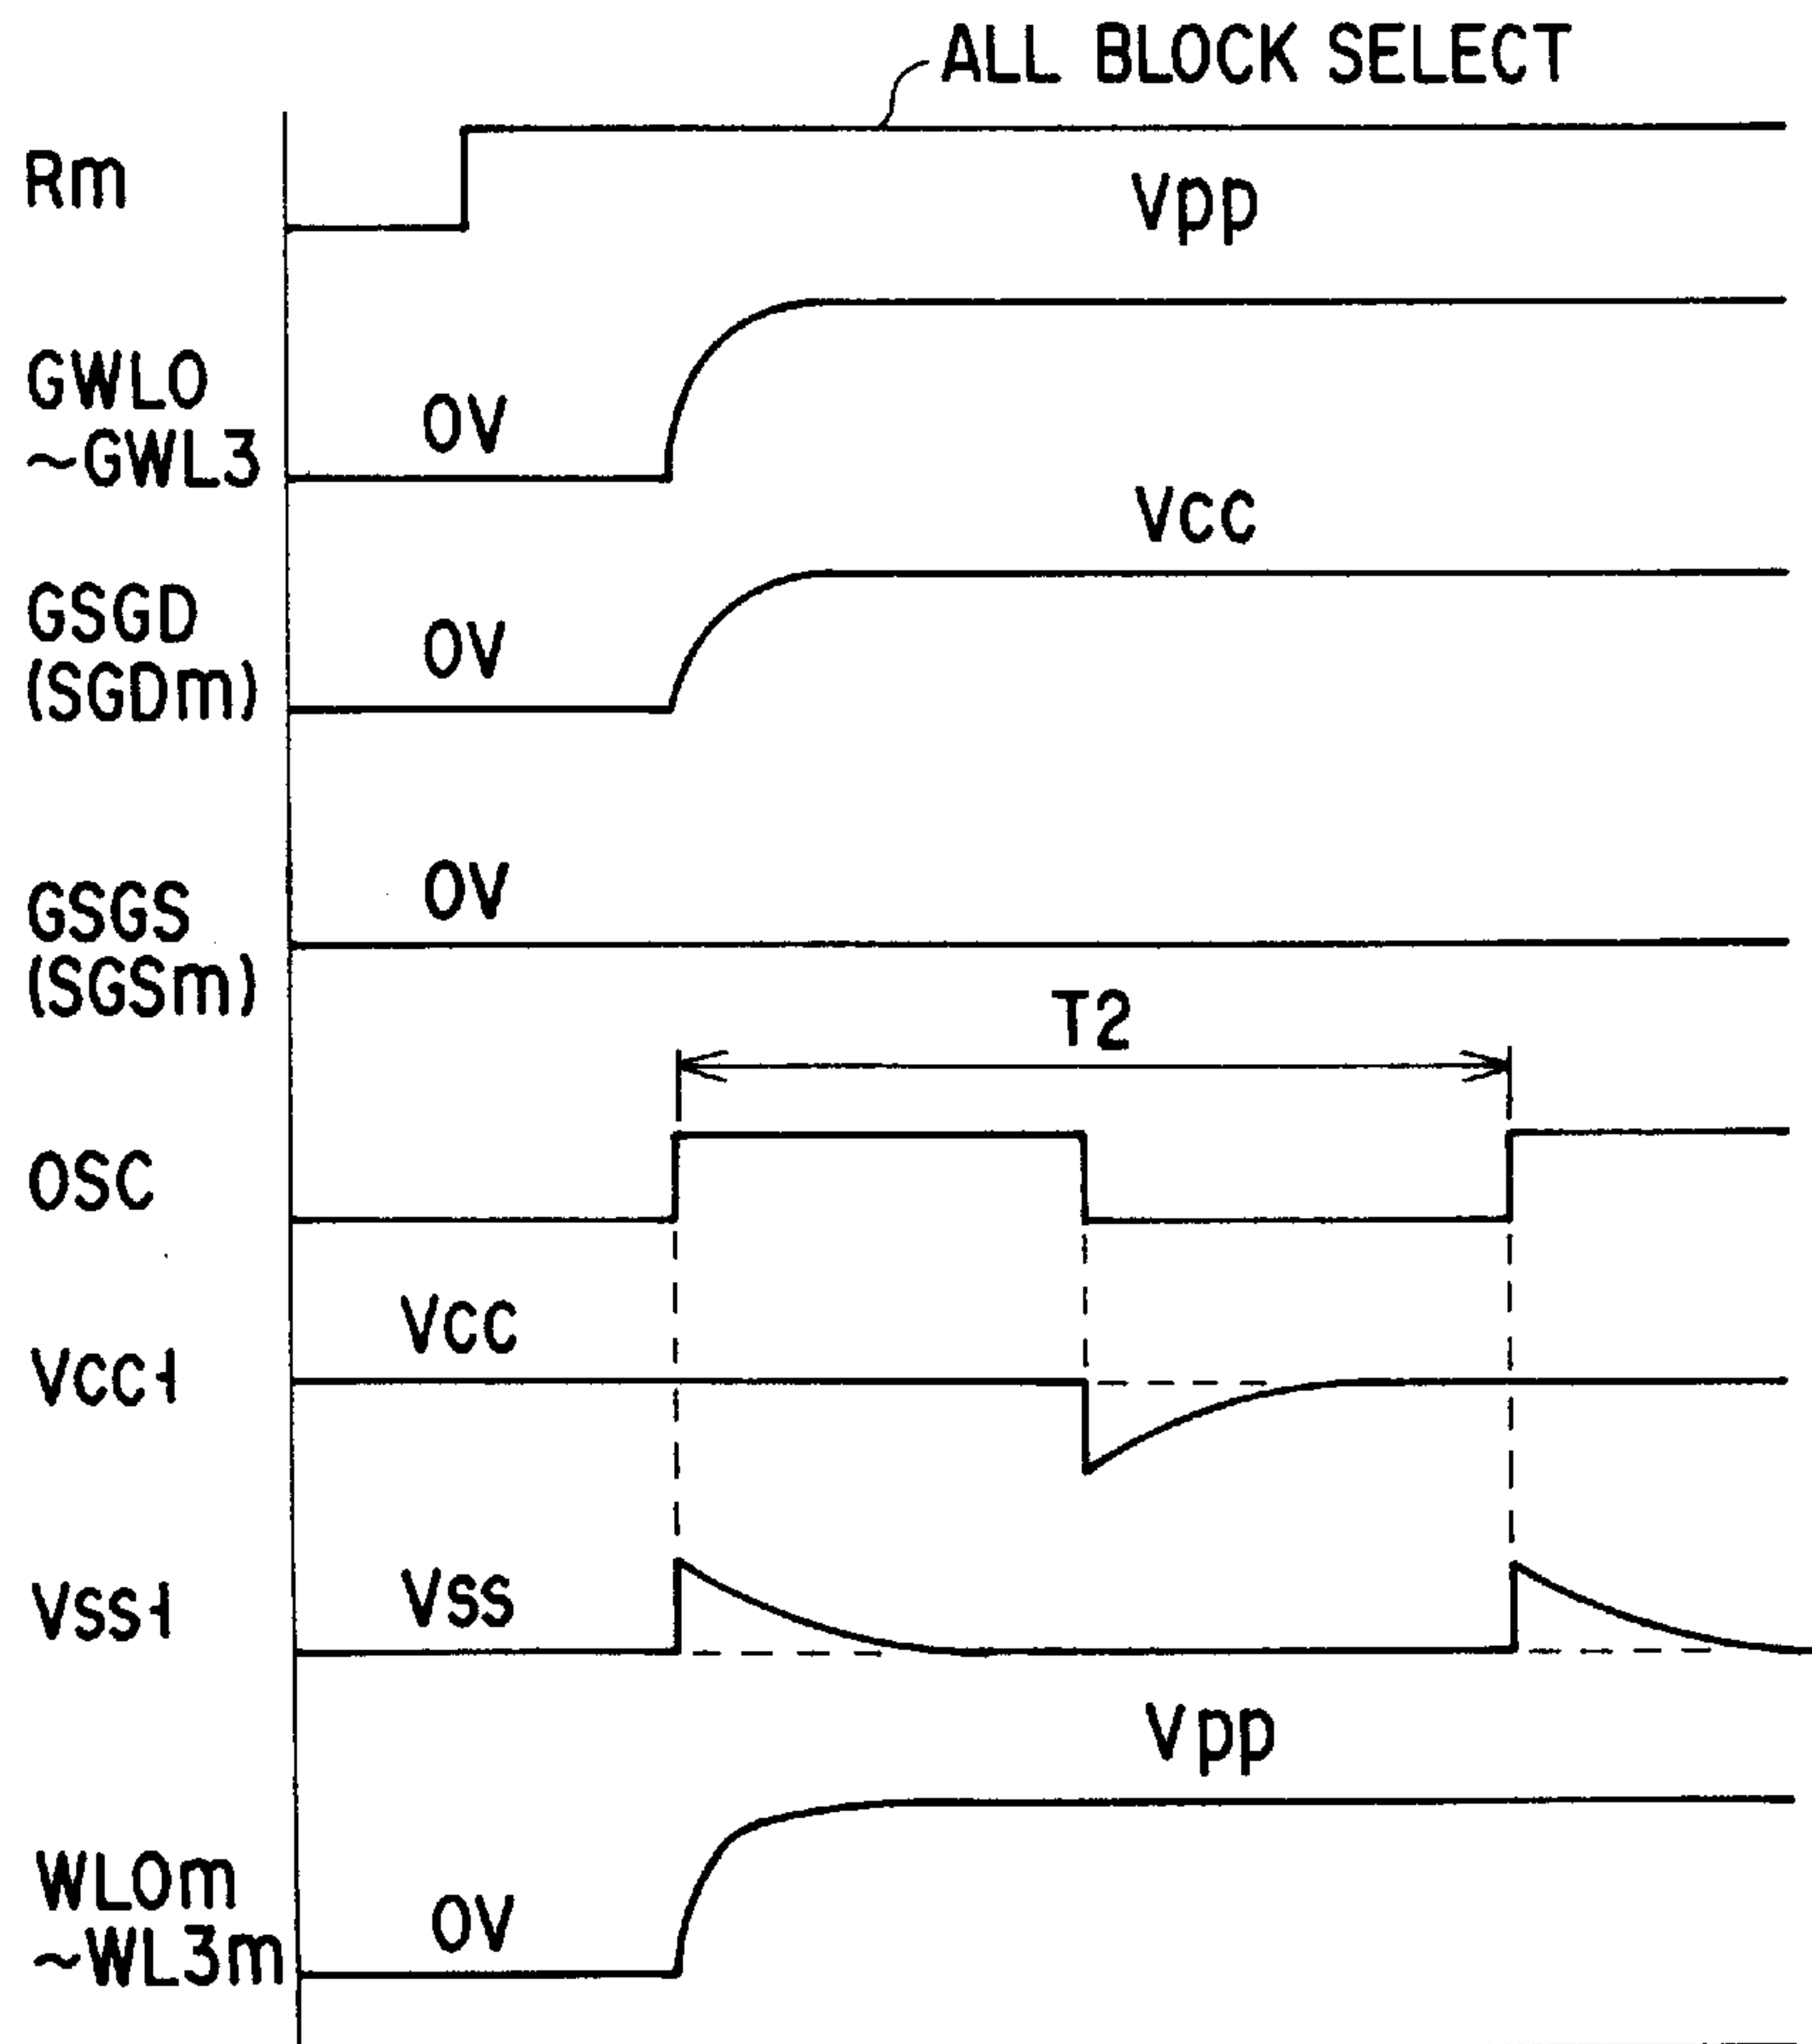 ALL BLOCK SELECT
Rm
Vpp
GWL0
~GWL3
0V
VCC
GSGD
(SGDm)
0V
GSGS
(SGSm)
0V
T2
OSC
VCC
VCC1
VSS1
VSS
Vpp
WL0m
~WL3m
0V